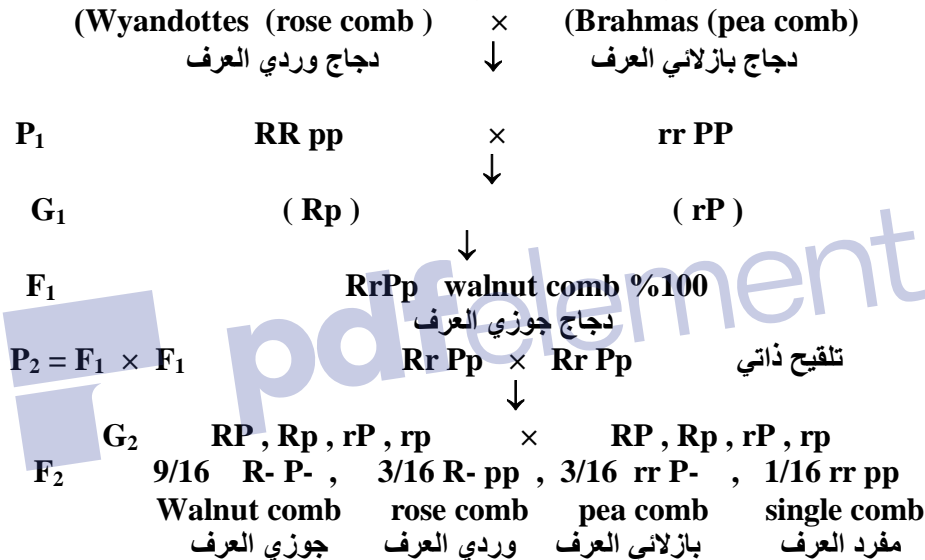 (Wyandottes (rose comb ) × (Brahmas (pea comb)
دجاج وردي العرف ↓ دجاج بازلائي العرف
P₁ RR pp × rr PP
↓
G₁ ( Rp ) ( rP )
↓
F₁ RrPp walnut comb %100
دجاج جوزي العرف
P₂ = F₁ × F₁ Rr Pp × Rr Pp تلقيح ذاتي
↓
G₂ RP , Rp , rP , rp × RP , Rp , rP , rp
F₂ 9/16 R- P- , 3/16 R- pp , 3/16 rr P- , 1/16 rr pp
Walnut comb rose comb pea comb single comb
جوزي العرف وردي العرف بازلائي العرف مفرد العرف
pdfelement